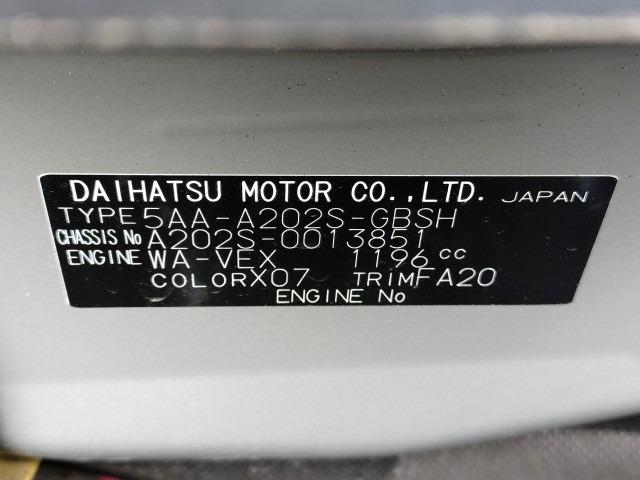 DAIHATSU MOTOR CO.,LTD. JAPAN
TYPE 5AA-A202S-GBSH
CHASSIS No A202S-0013851
ENGINE WA-VEX 1196 cc
COLOR X07 TRIM FA20
ENGINE No